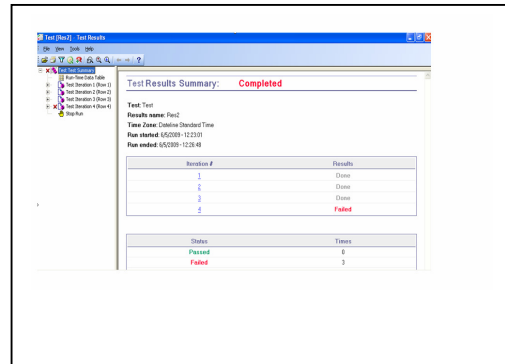 Test [Res2] - Test Results
File View Tools Help
Test Test Summary
Run-Time Data Table
Test Iteration 1 (Row 1)
Test Iteration 2 (Row 2)
Test Iteration 3 (Row 3)
Test Iteration 4 (Row 4)
Stop Run
Test Results Summary: Completed
Test: Test
Results name: Res2
Time Zone: Dateline Standard Time
Run started: 6/5/2009 - 12:23:01
Run ended: 6/5/2009 - 12:26:48
Iteration # Results
1 Done
2 Done
3 Done
4 Failed
Status Times
Passed 0
Failed 3